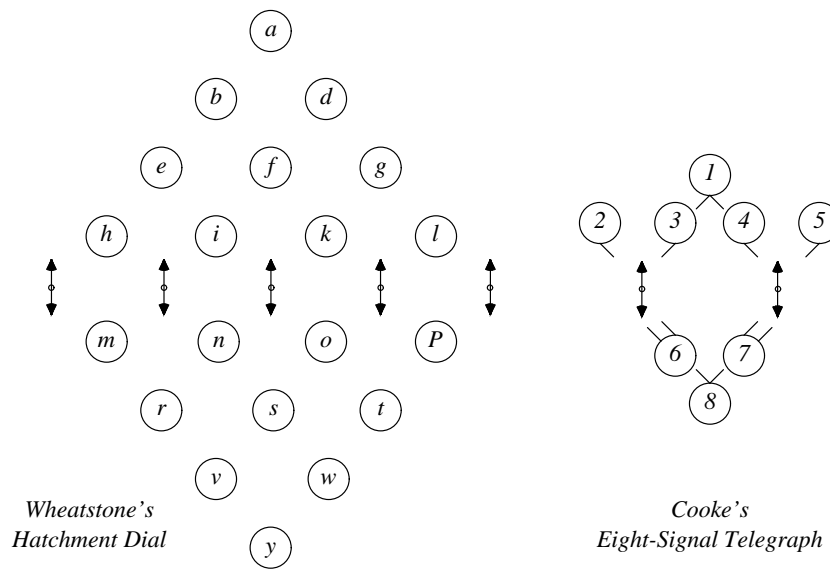 a
b d
e f g
h i k l
m n o P
r s t
v w
y
Wheatstone's
Hatchment Dial
1
2 3 4 5
6 7
8
Cooke's
Eight-Signal Telegraph